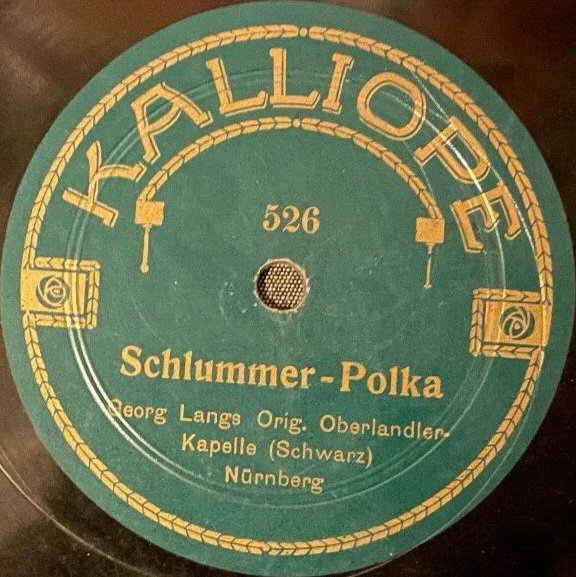 KALLIOPE
526
Schlummer-Polka
Georg Langs Orig. Oberlandler-
Kapelle (Schwarz)
Nürnberg